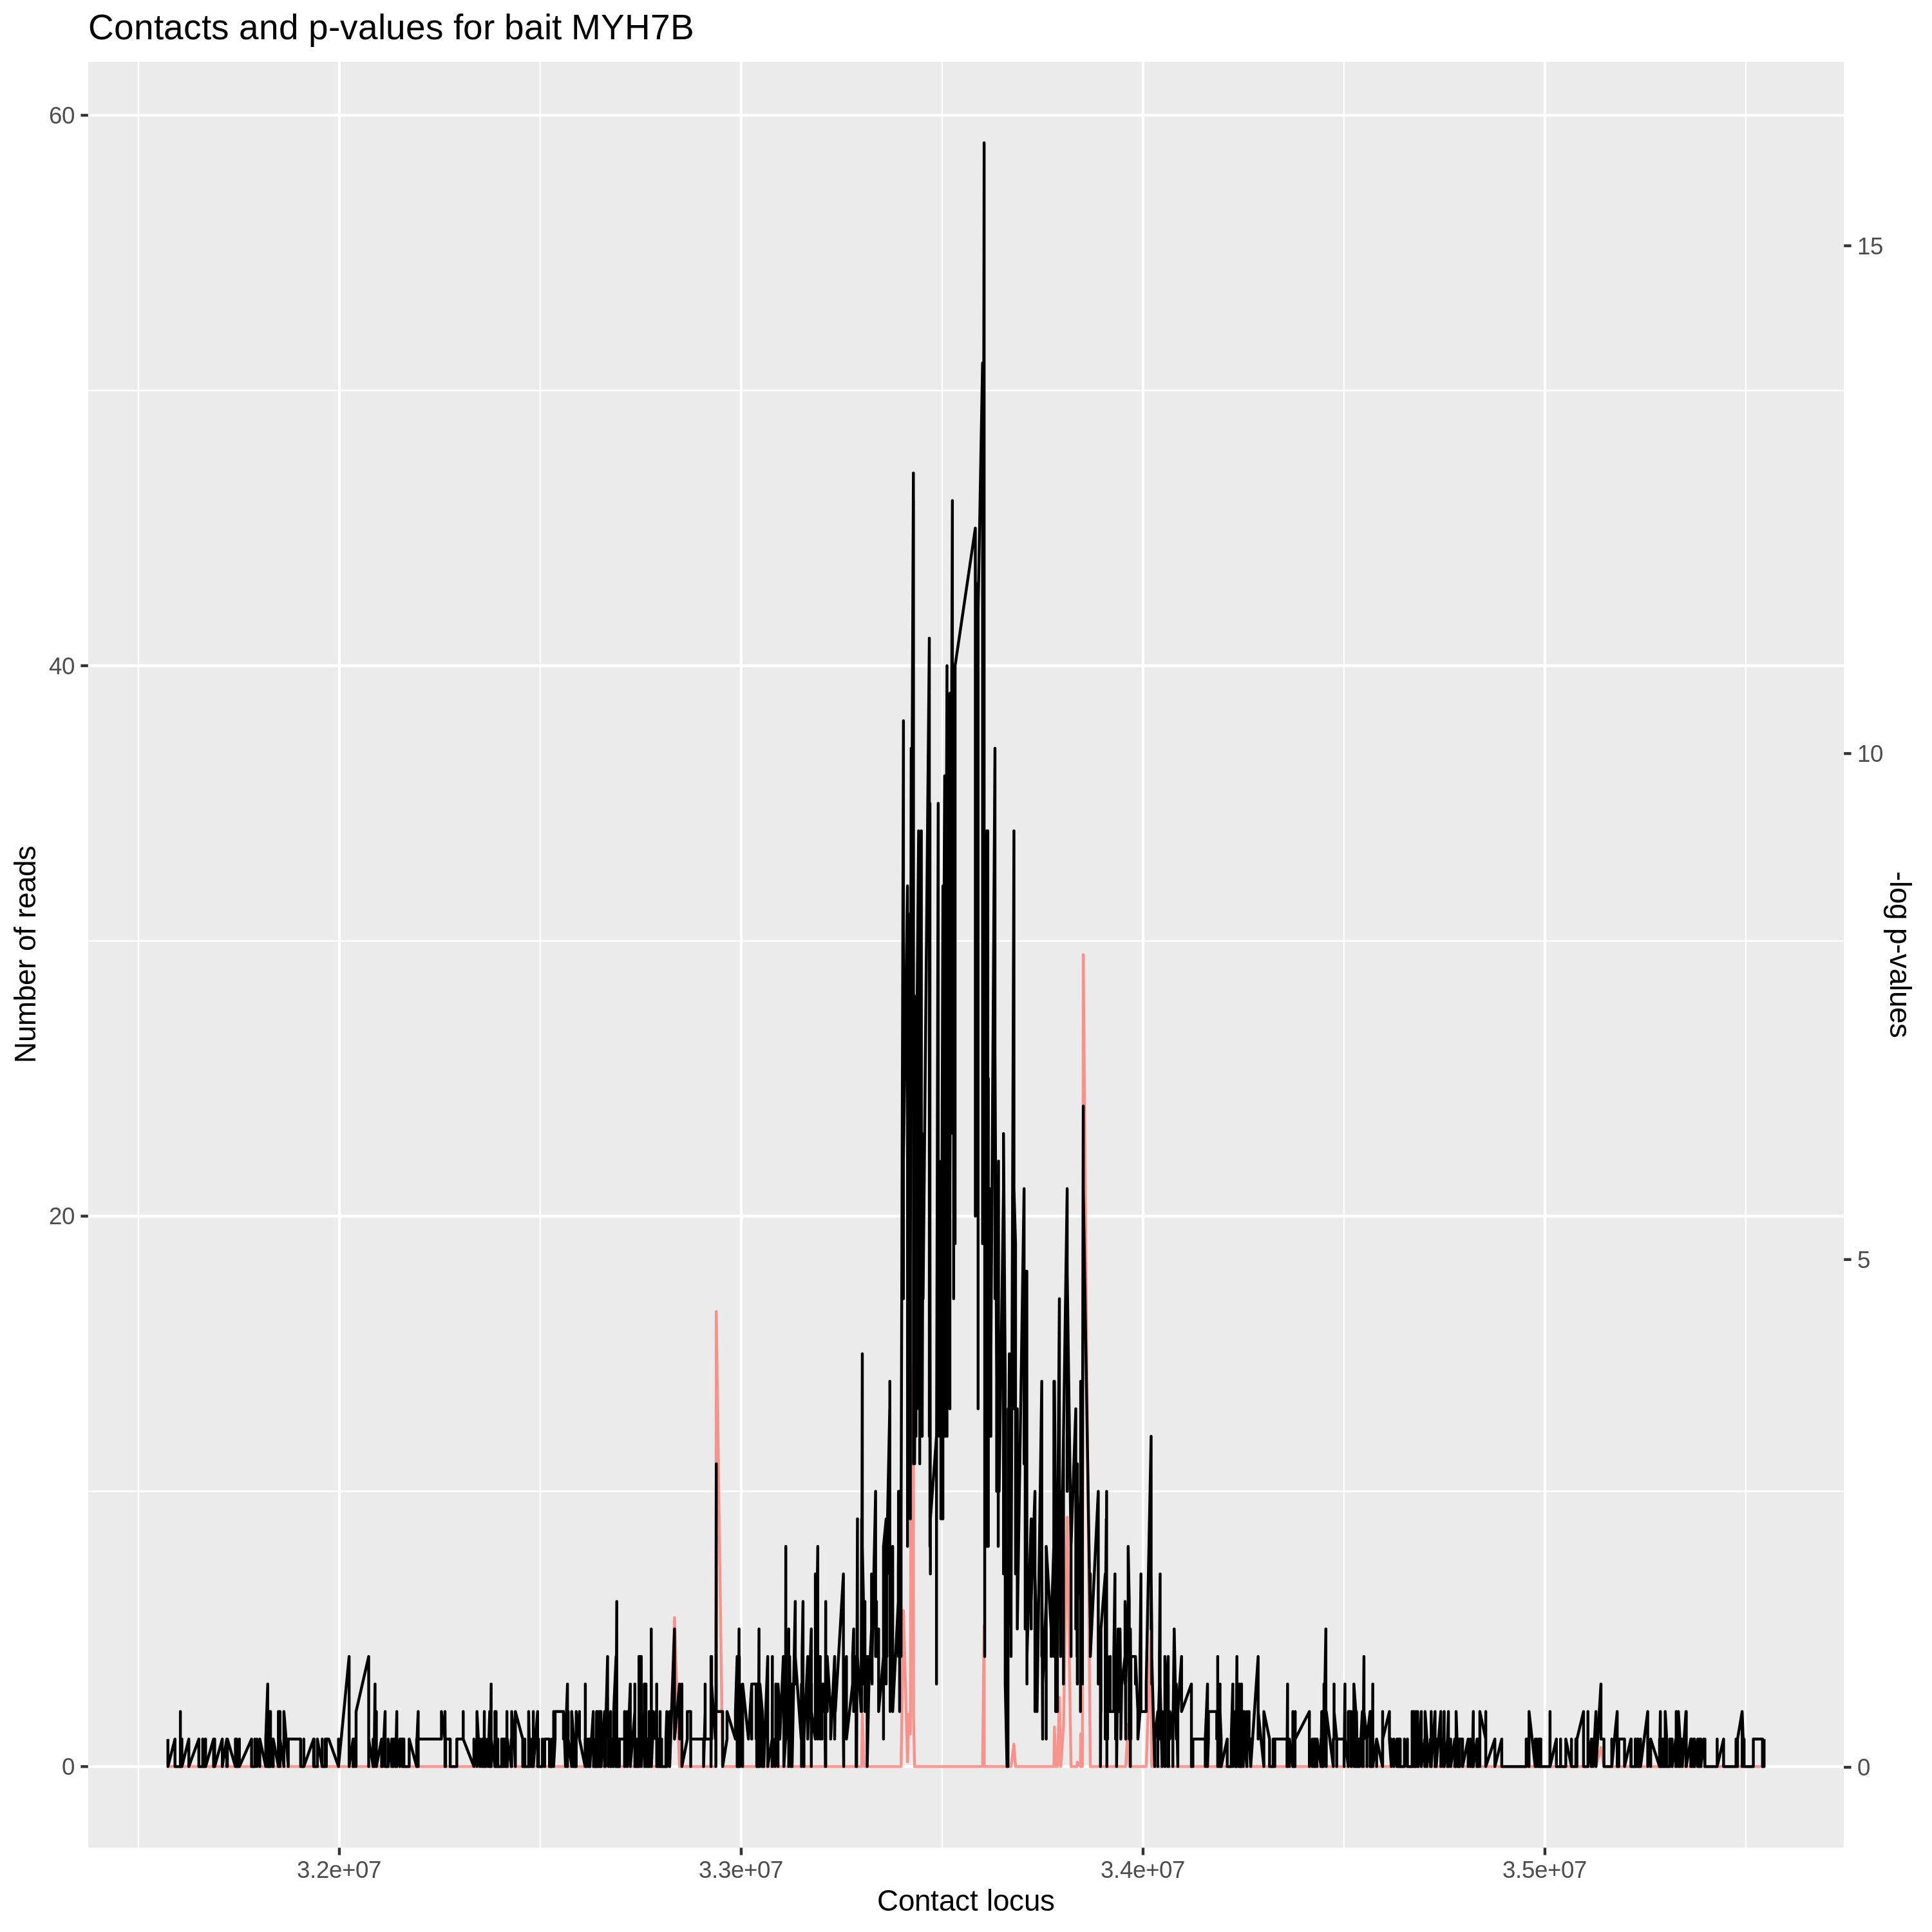 Contacts and p-values for bait MYH7B
60
40
20
0
15
10
5
0
Number of reads
-log p-values
3.2e+07
3.3e+07
3.4e+07
3.5e+07
Contact locus